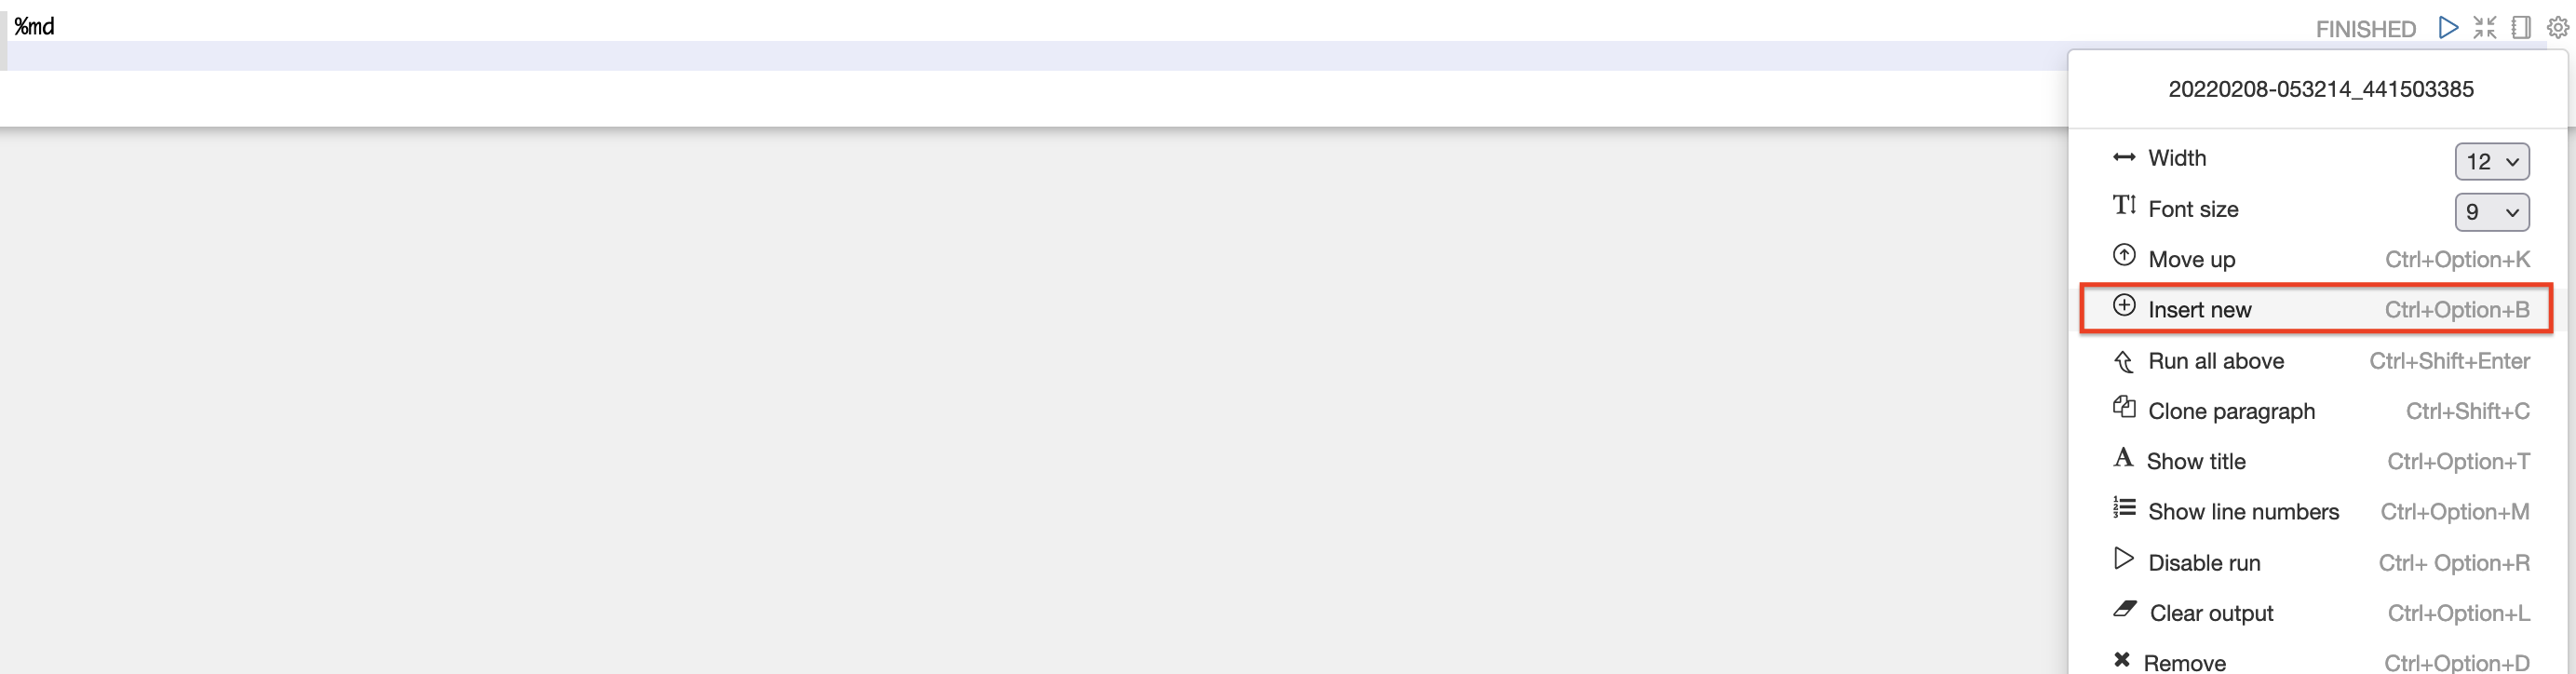 %md
FINISHED
20220208-053214_441503385
Width 12
Font size 9
Move up Ctrl+Option+K
Insert new Ctrl+Option+B
Run all above Ctrl+Shift+Enter
Clone paragraph Ctrl+Shift+C
Show title Ctrl+Option+T
Show line numbers Ctrl+Option+M
Disable run Ctrl+ Option+R
Clear output Ctrl+Option+L
Remove Ctrl+Option+D